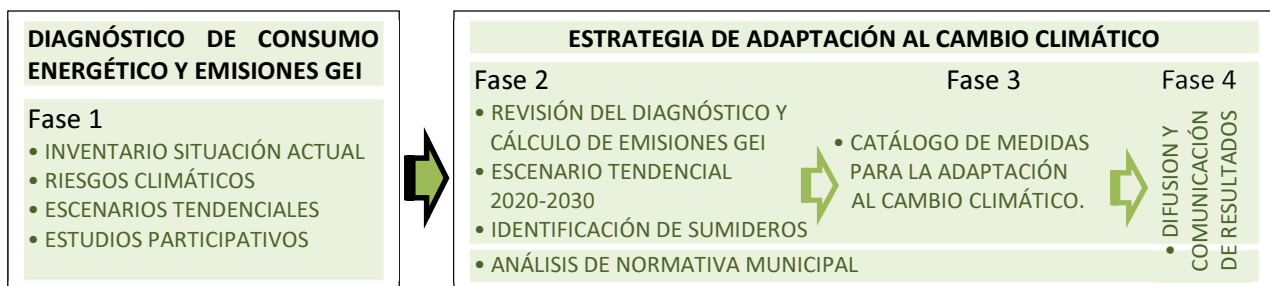 DIAGNÓSTICO DE CONSUMO
ENERGÉTICO Y EMISIONES GEI
Fase 1
• INVENTARIO SITUACIÓN ACTUAL
• RIESGOS CLIMÁTICOS
• ESCENARIOS TENDENCIALES
• ESTUDIOS PARTICIPATIVOS
ESTRATEGIA DE ADAPTACIÓN AL CAMBIO CLIMÁTICO
Fase 2
• REVISIÓN DEL DIAGNÓSTICO Y
CÁLCULO DE EMISIONES GEI
• ESCENARIO TENDENCIAL
2020-2030
• IDENTIFICACIÓN DE SUMIDEROS
• ANÁLISIS DE NORMATIVA MUNICIPAL
Fase 3
• CATÁLOGO DE MEDIDAS
PARA LA ADAPTACIÓN
AL CAMBIO CLIMÁTICO.
Fase 4
• DIFUSION Y
COMUNICACIÓN
DE RESULTADOS